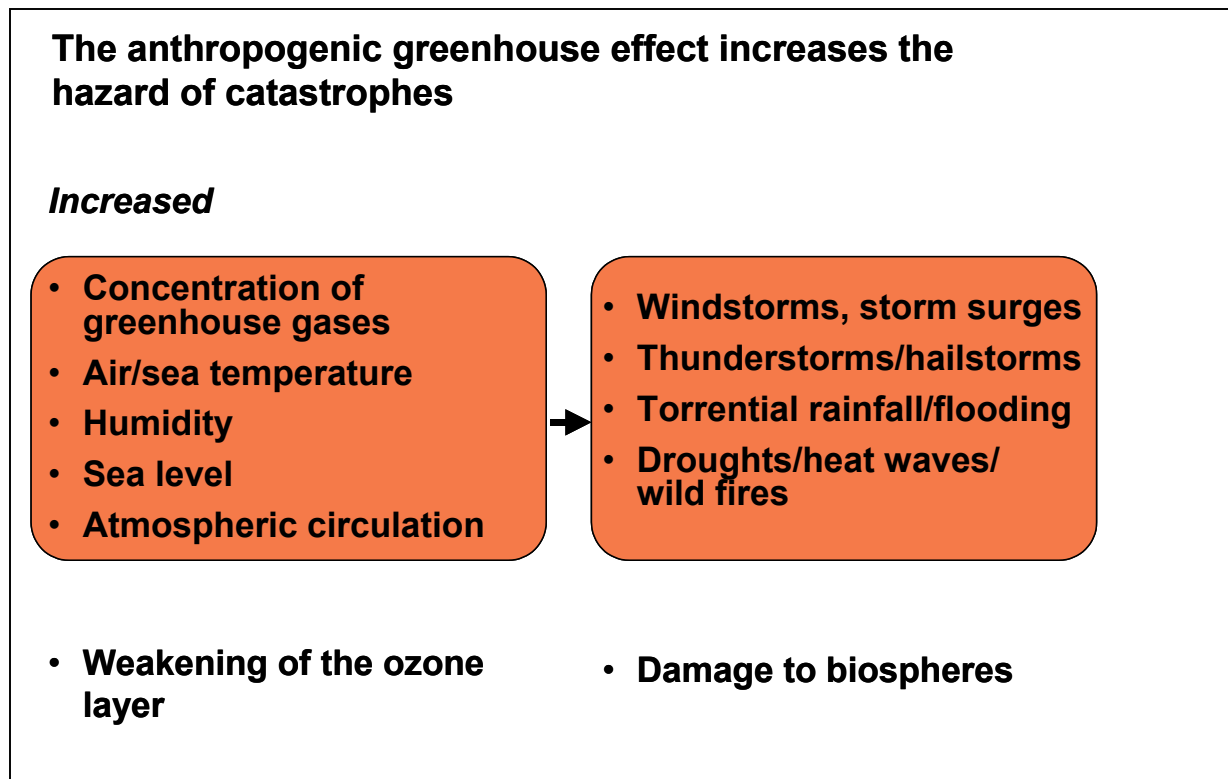 The anthropogenic greenhouse effect increases the
hazard of catastrophes
Increased
• Concentration of
greenhouse gases
• Air/sea temperature
• Humidity
• Sea level
• Atmospheric circulation
• Windstorms, storm surges
• Thunderstorms/hailstorms
• Torrential rainfall/flooding
• Droughts/heat waves/
wild fires
• Weakening of the ozone
layer
• Damage to biospheres